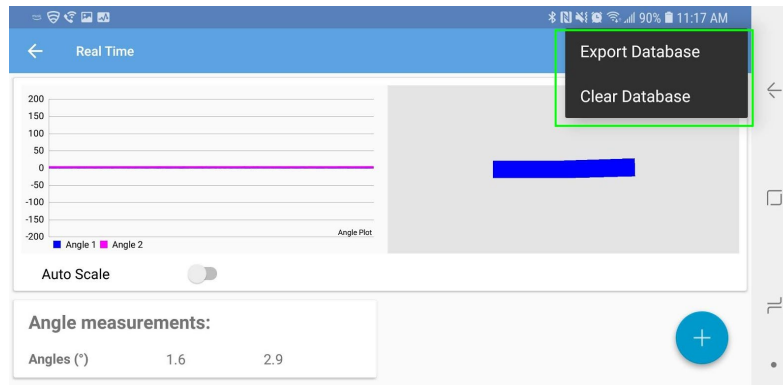 90% 11:17 AM
Real Time
Export Database
Clear Database
200
150
100
50
0
-50
-100
-150
-200
Angle Plot
Angle 1 Angle 2
Auto Scale
Angle measurements:
Angles (°) 1.6 2.9